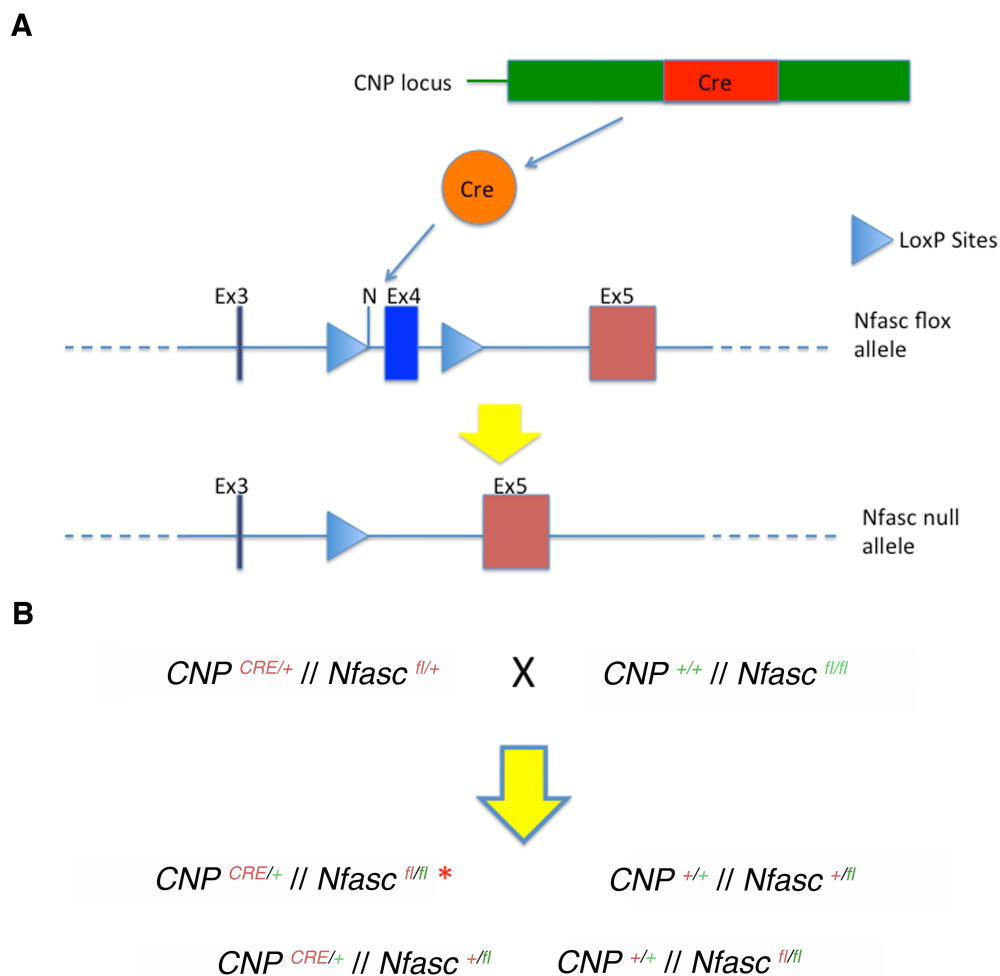 A
CNP locus
Cre
Cre
LoxP Sites
Ex3
N
Ex4
Ex5
Nfasc flox
allele
Ex3
Ex5
Nfasc null
allele
B
CNP CRE/+ // Nfasc fl/+
X
CNP +/+ // Nfasc fl/fl
CNP CRE/+ // Nfasc fl/fl *
CNP +/+ // Nfasc +/fl
CNP CRE/+ // Nfasc +/fl
CNP +/+ // Nfasc fl/fl